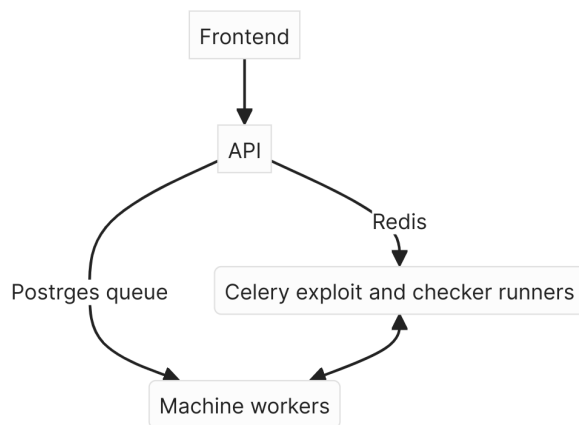 Frontend
API
Redis
Postrges queue
Celery exploit and checker runners
Machine workers